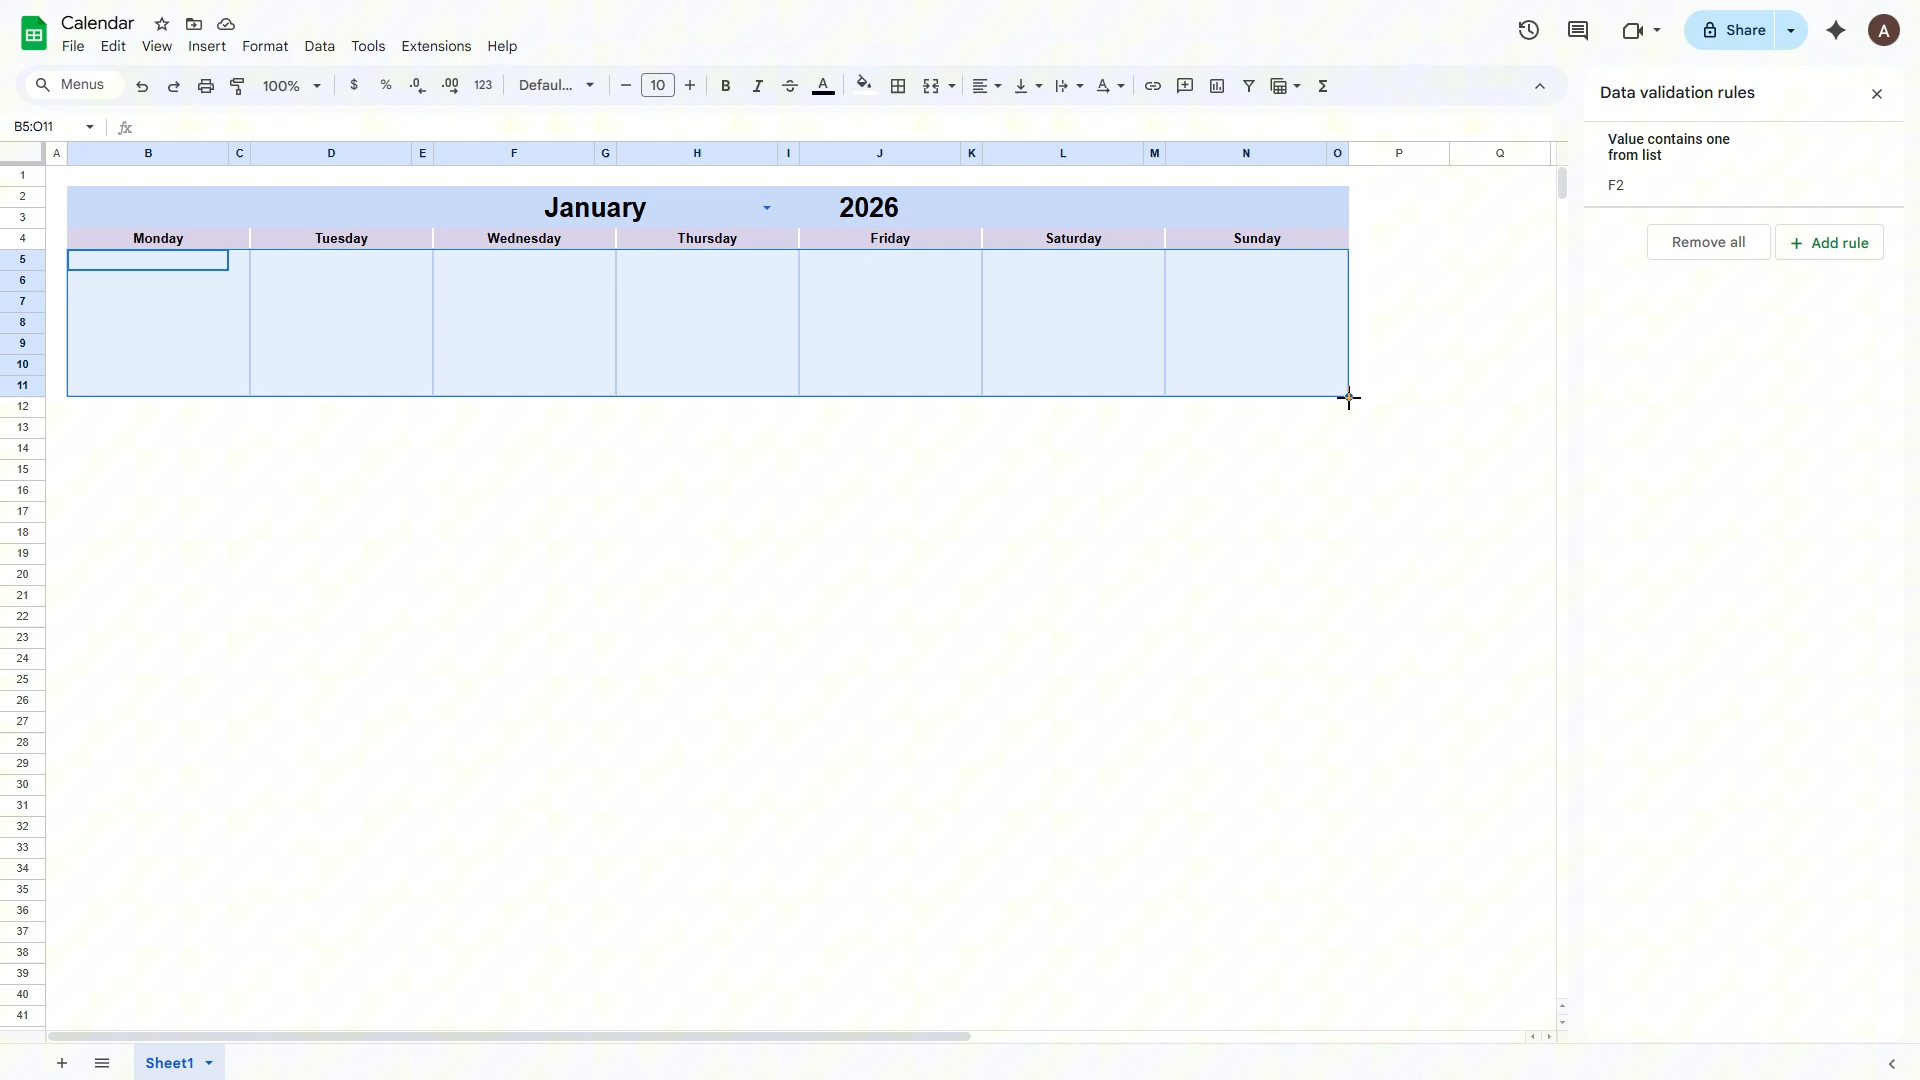 Calendar
File Edit View Insert Format Data Tools Extensions Help
Share
A
Menus 100% $ % .0 .00 123 Defaul... − 10 + B I A Σ
B5:O11 fx
A B C D E F G H I J K L M N O P Q
1
2
3
January 2026
4 Monday Tuesday Wednesday Thursday Friday Saturday Sunday
5
6
7
8
9
10
11
12
13
14
15
16
17
18
19
20
21
22
23
24
25
26
27
28
29
30
31
32
33
34
35
36
37
38
39
40
41
Sheet1
Data validation rules
Value contains one
from list
F2
Remove all + Add rule